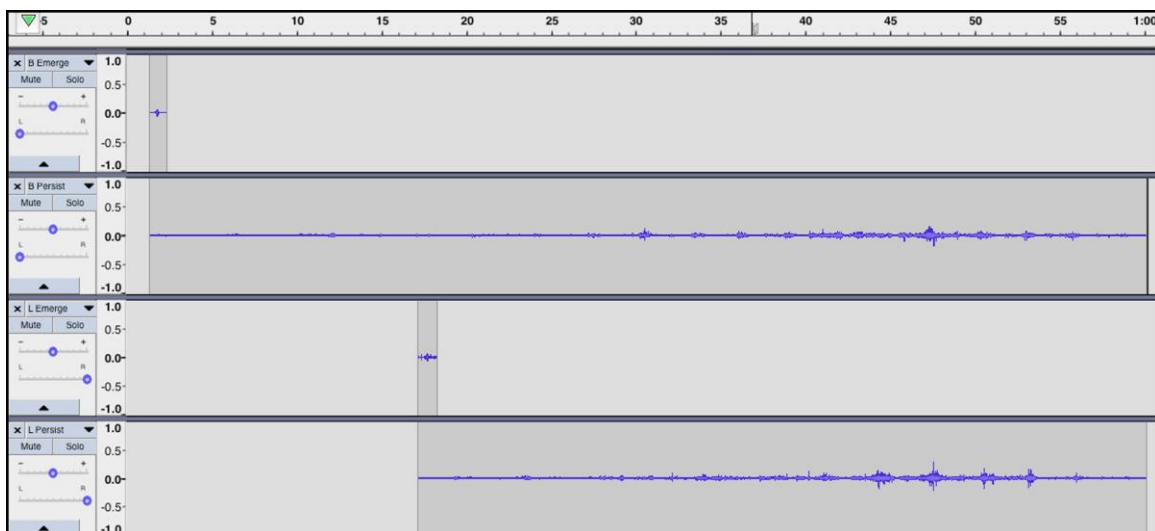 5 0 5 10 15 20 25 30 35 40 45 50 55 1:00
× B Emerge 1.0
Mute Solo 0.5-
- + 0.0-
L R -0.5-
-1.0
× B Persist 1.0
Mute Solo 0.5-
- + 0.0-
L R -0.5-
-1.0
× L Emerge 1.0
Mute Solo 0.5-
- + 0.0-
L R -0.5-
-1.0
× L Persist 1.0
Mute Solo 0.5-
- + 0.0-
L R -0.5-
-1.0